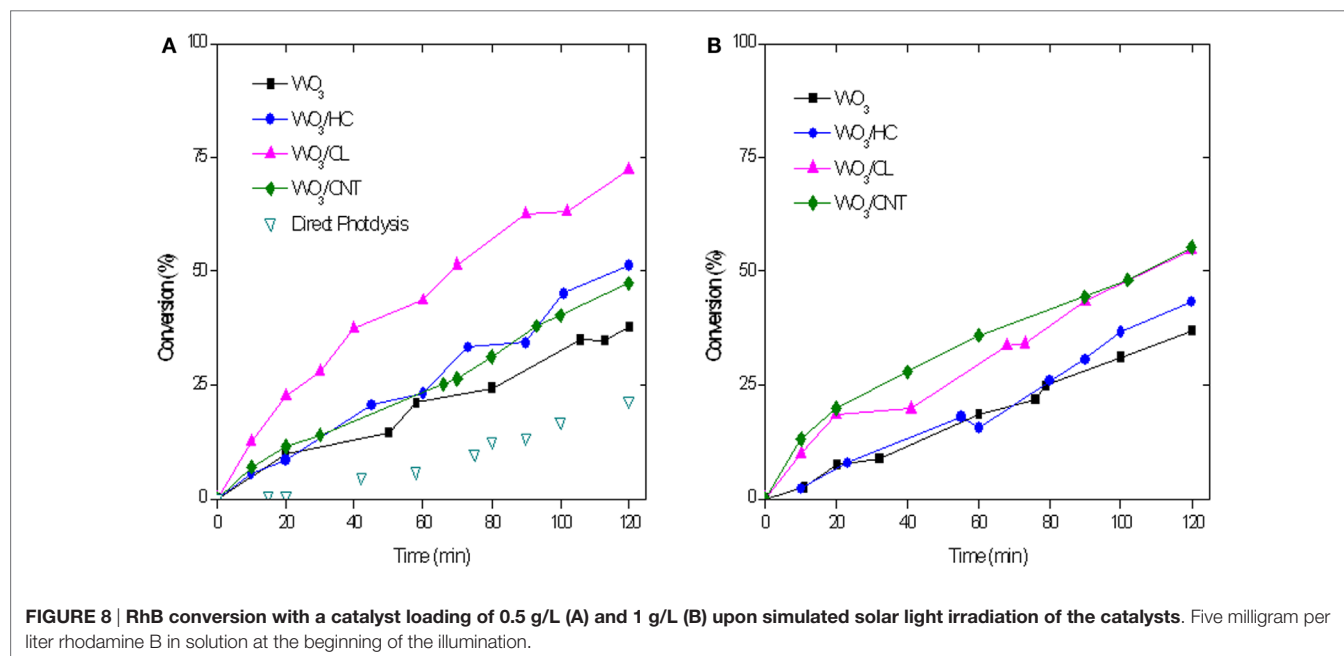 A
100
75
50
25
0
Conversion (%)
WO3
WO3/HC
WO3/CL
WO3/CNT
Direct Photolysis
0 20 40 60 80 100 120
Time (min)
B
100
75
50
25
0
Conversion (%)
WO3
WO3/HC
WO3/CL
WO3/CNT
0 20 40 60 80 100 120
Time (min)
FIGURE 8 | RhB conversion with a catalyst loading of 0.5 g/L (A) and 1 g/L (B) upon simulated solar light irradiation of the catalysts. Five milligram per
liter rhodamine B in solution at the beginning of the illumination.